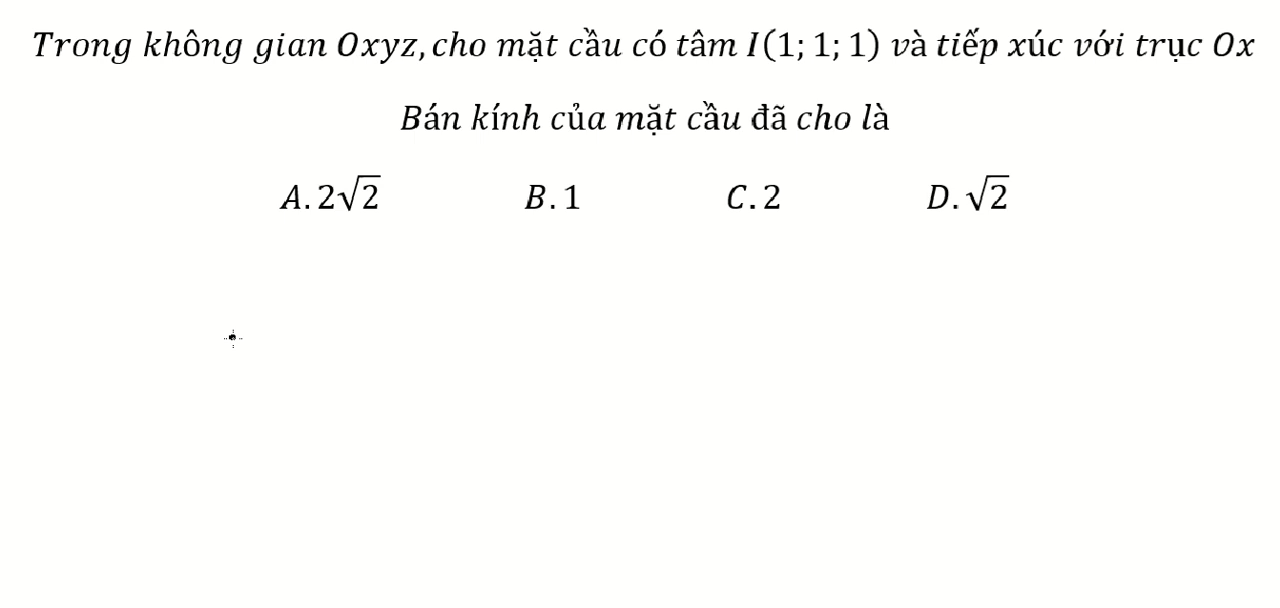 Trong không gian Oxyz, cho mặt cầu có tâm I(1; 1; 1) và tiếp xúc với trục Ox
Bán kính của mặt cầu đã cho là
A. 2√2 B. 1 C. 2 D. √2